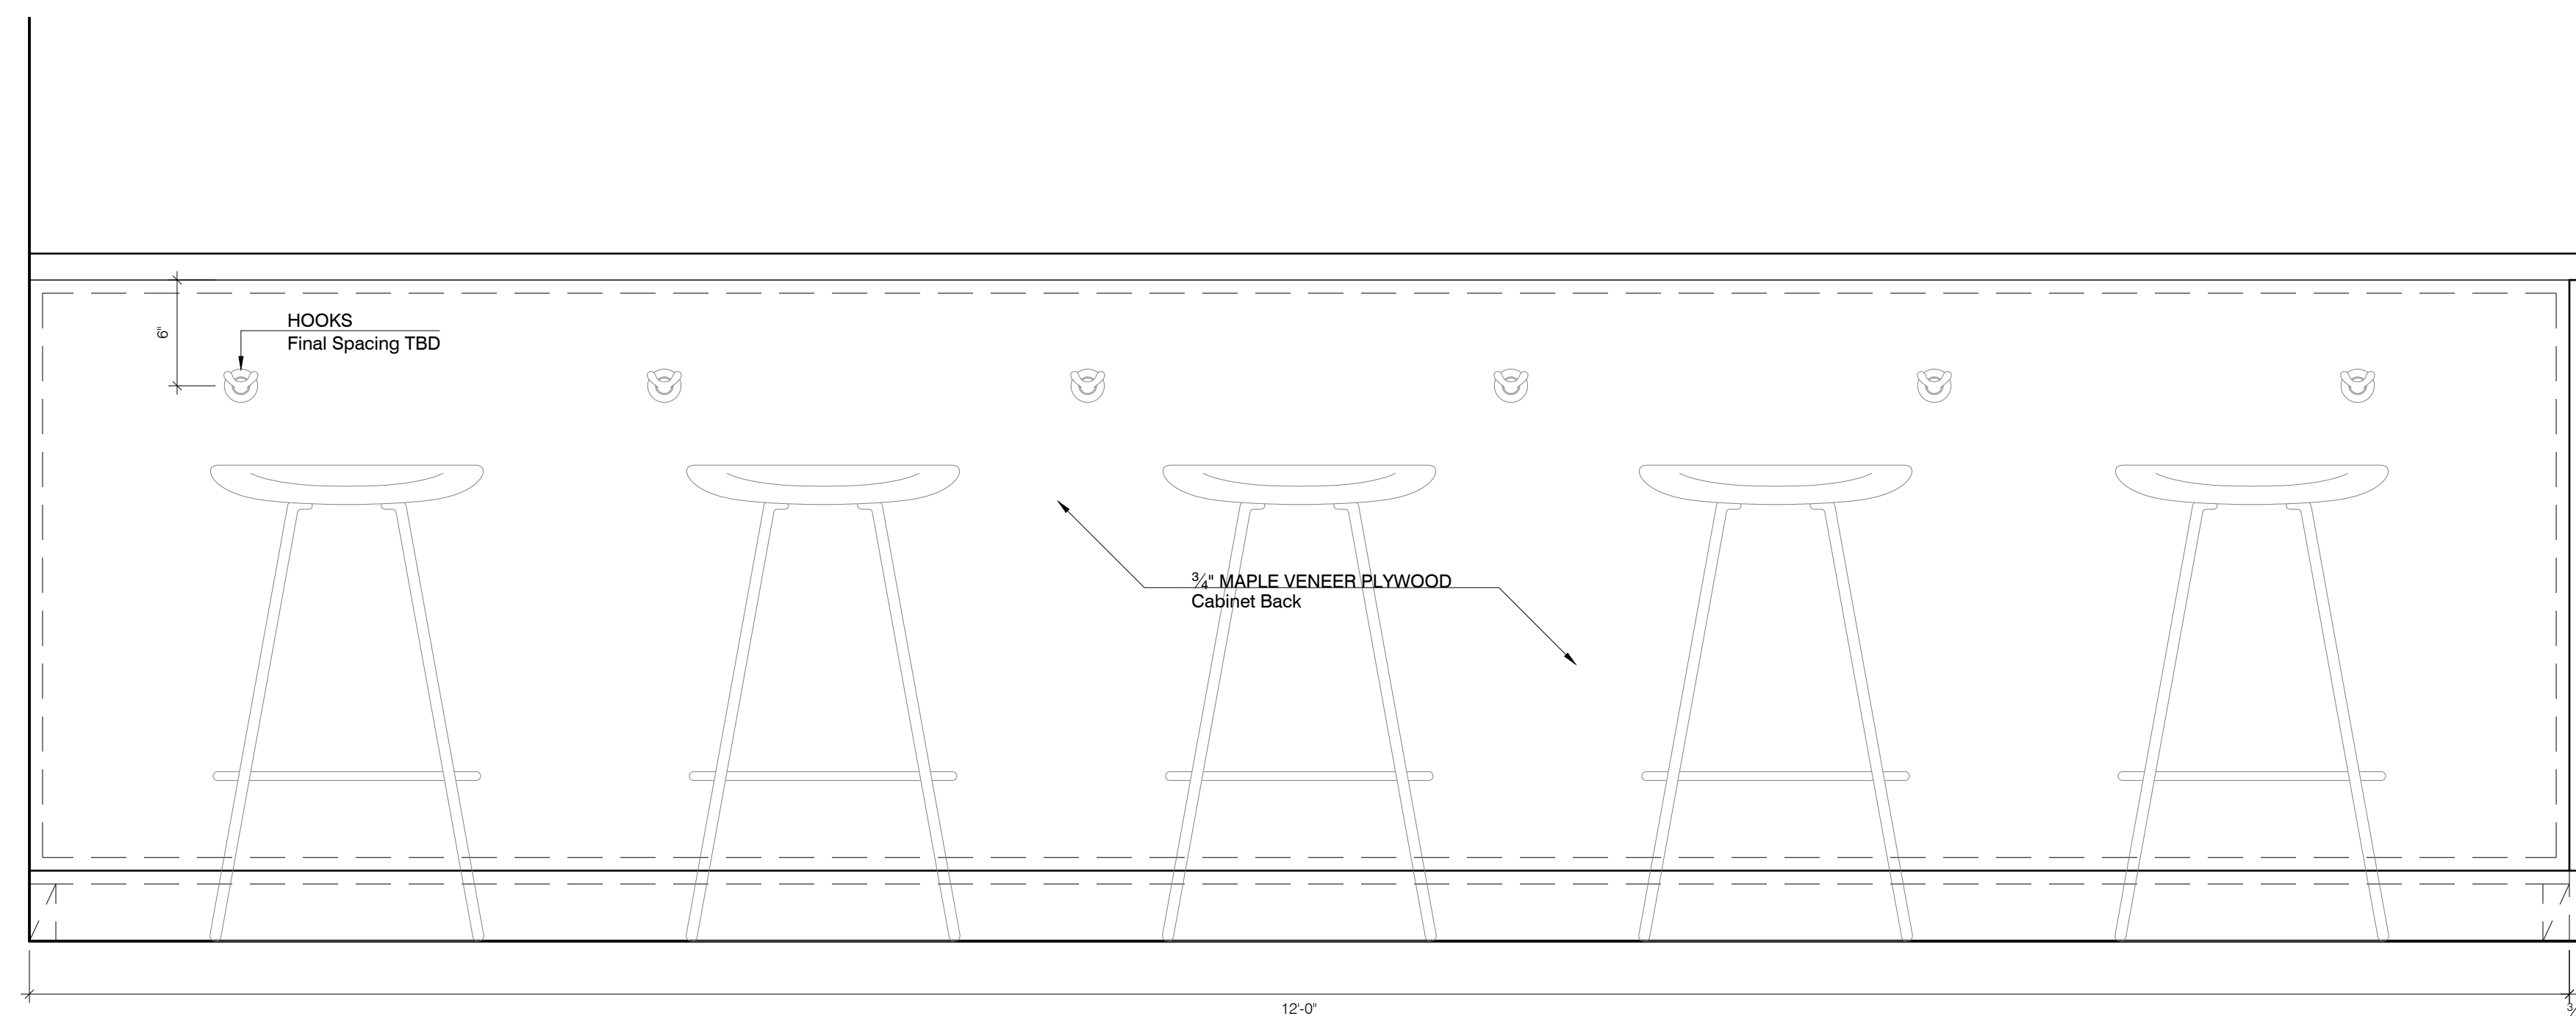 6"
HOOKS
Final Spacing TBD
¾" MAPLE VENEER PLYWOOD
Cabinet Back
12'-0"